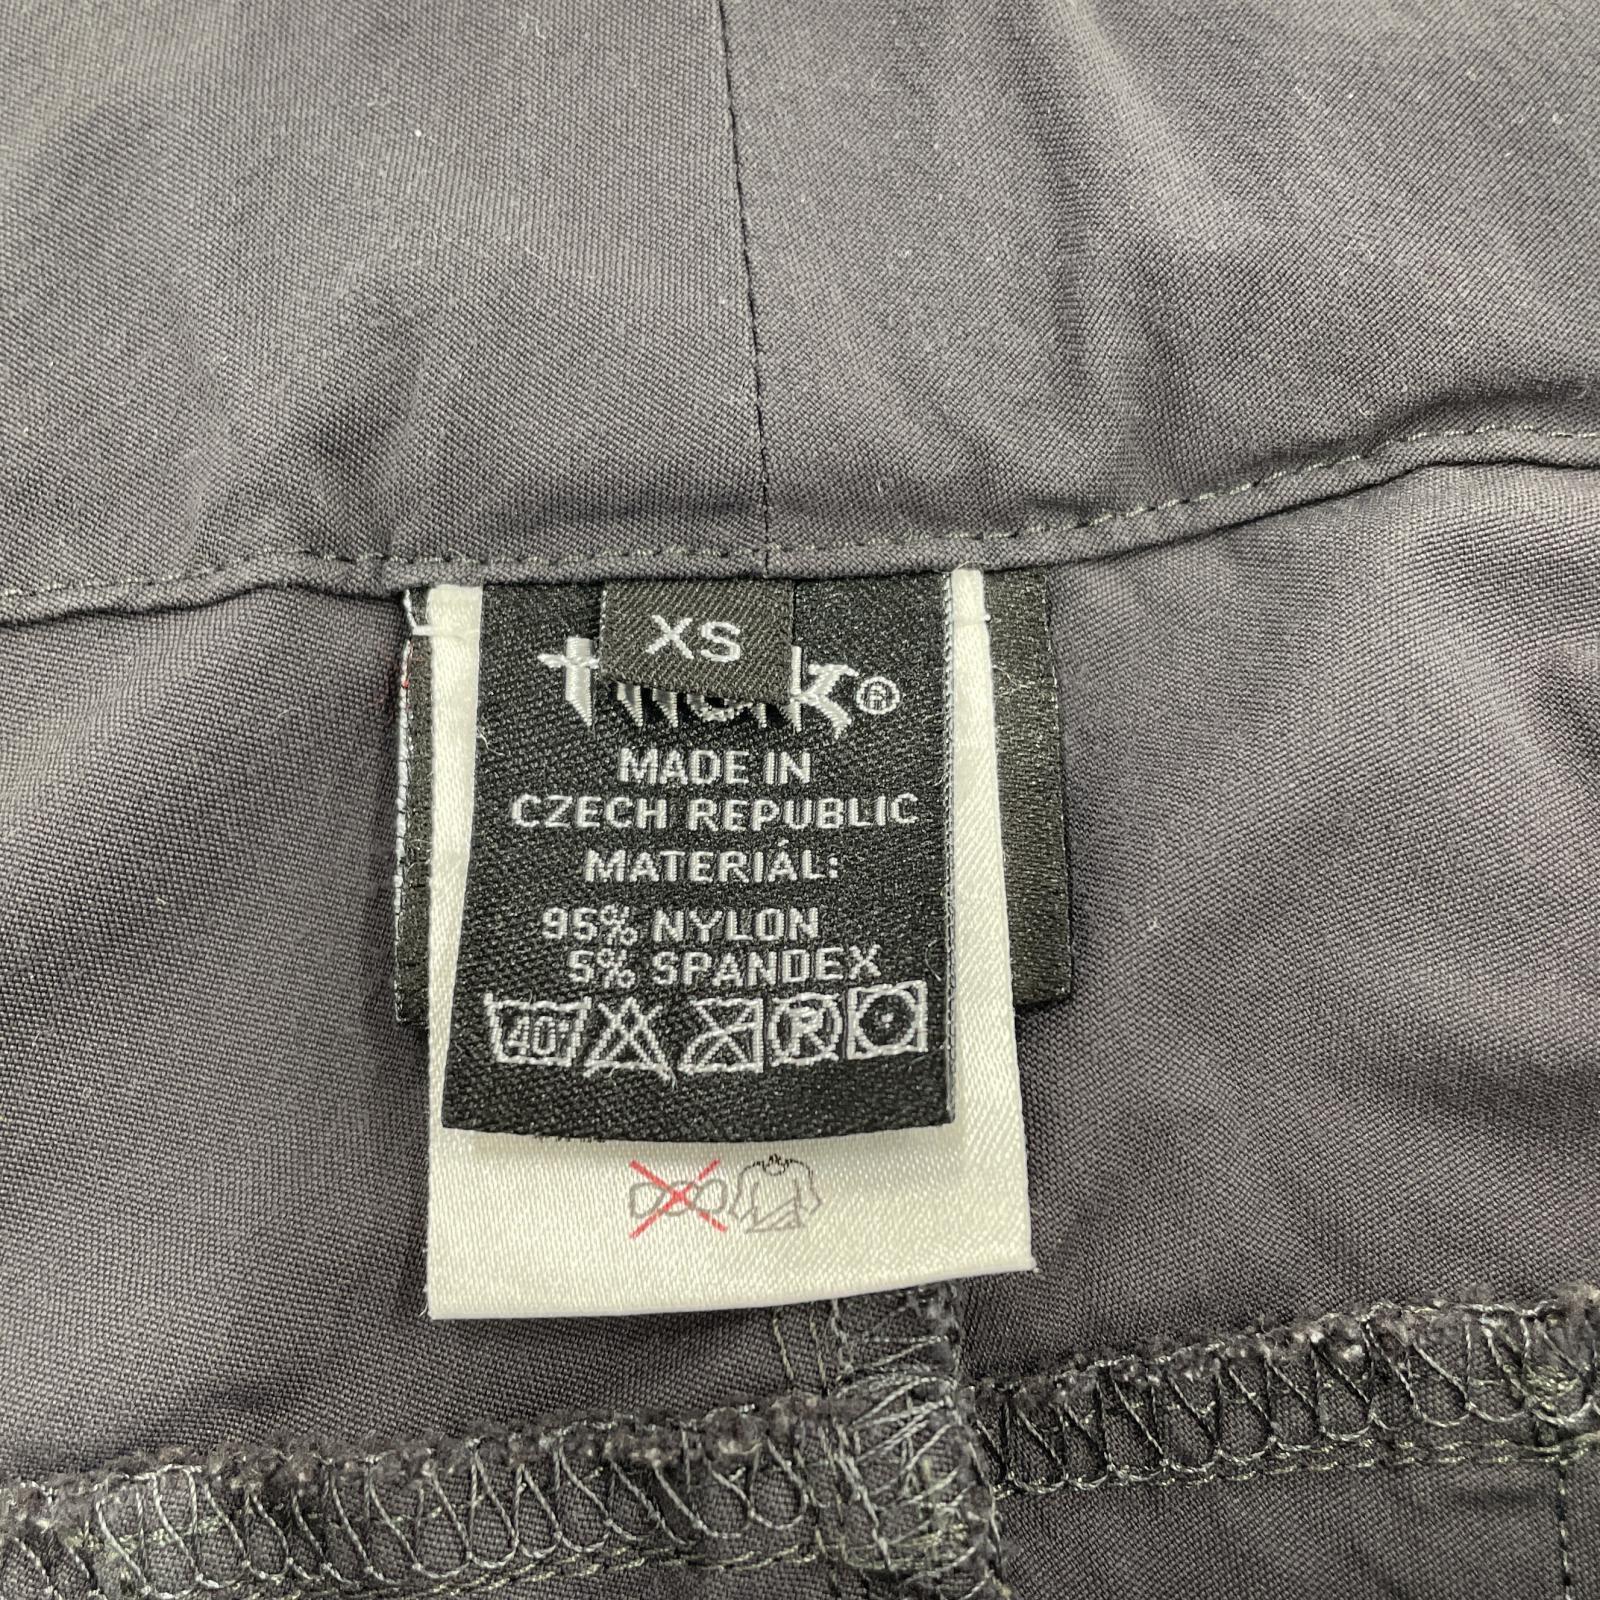 XS
®
MADE IN
CZECH REPUBLIC
MATERIÁL:
95% NYLON
5% SPANDEX
40
R